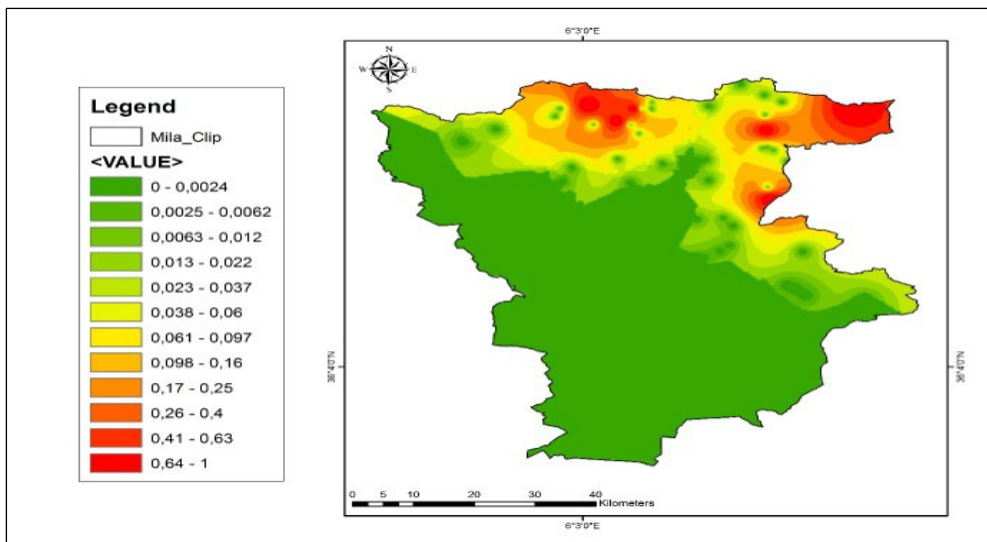 6°3'0"E
N
W
E
S
Legend
Mila_Clip
<VALUE>
0 - 0,0024
0,0025 - 0,0062
0,0063 - 0,012
0,013 - 0,022
0,023 - 0,037
0,038 - 0,06
0,061 - 0,097
0,098 - 0,16
0,17 - 0,25
0,26 - 0,4
0,41 - 0,63
0,64 - 1
36°4'0"N
36°4'0"N
0 5 10 20 30 40
Kilometers
6°3'0"E